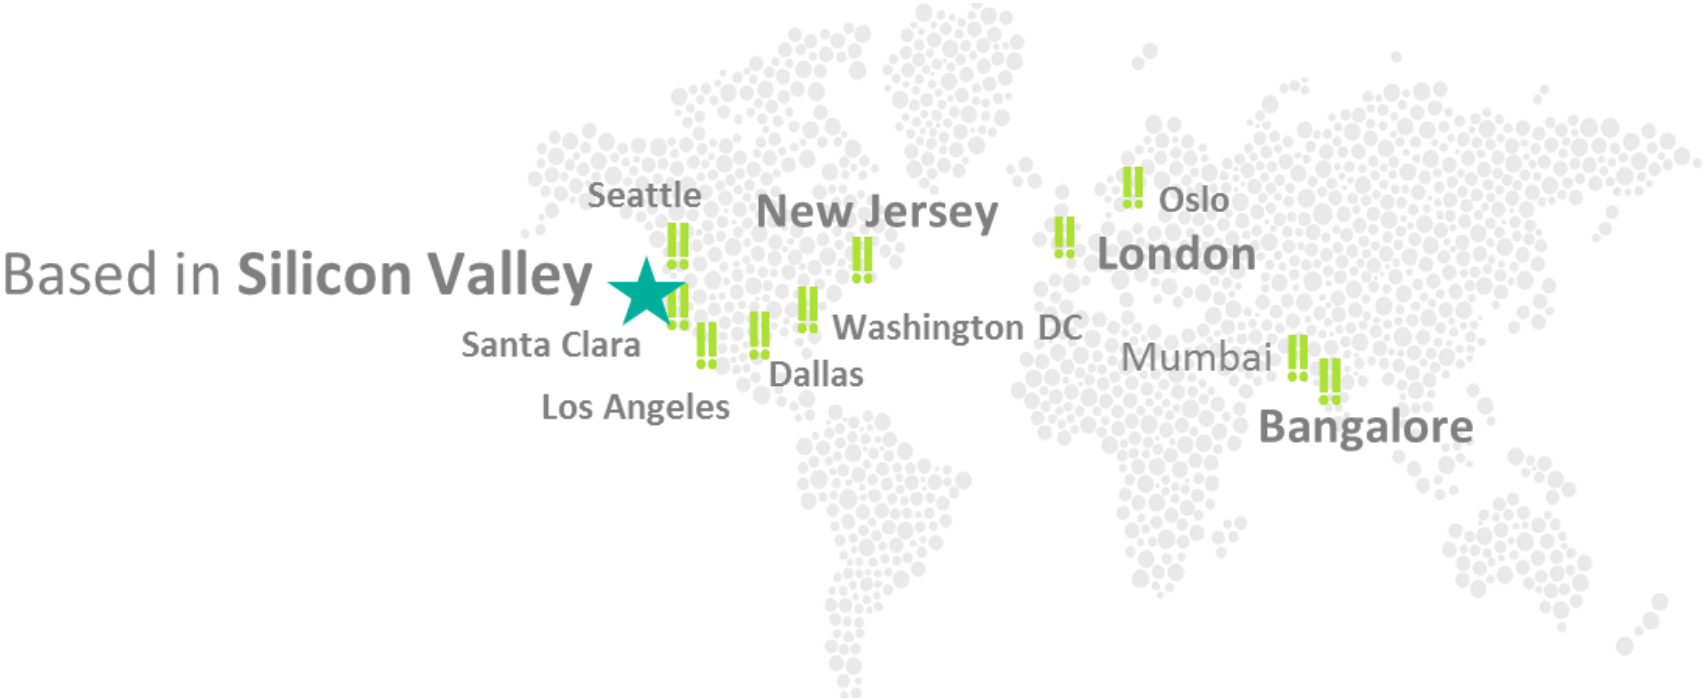 Seattle
New Jersey
Oslo
London
Based in Silicon Valley
Santa Clara
Washington DC
Mumbai
Dallas
Los Angeles
Bangalore